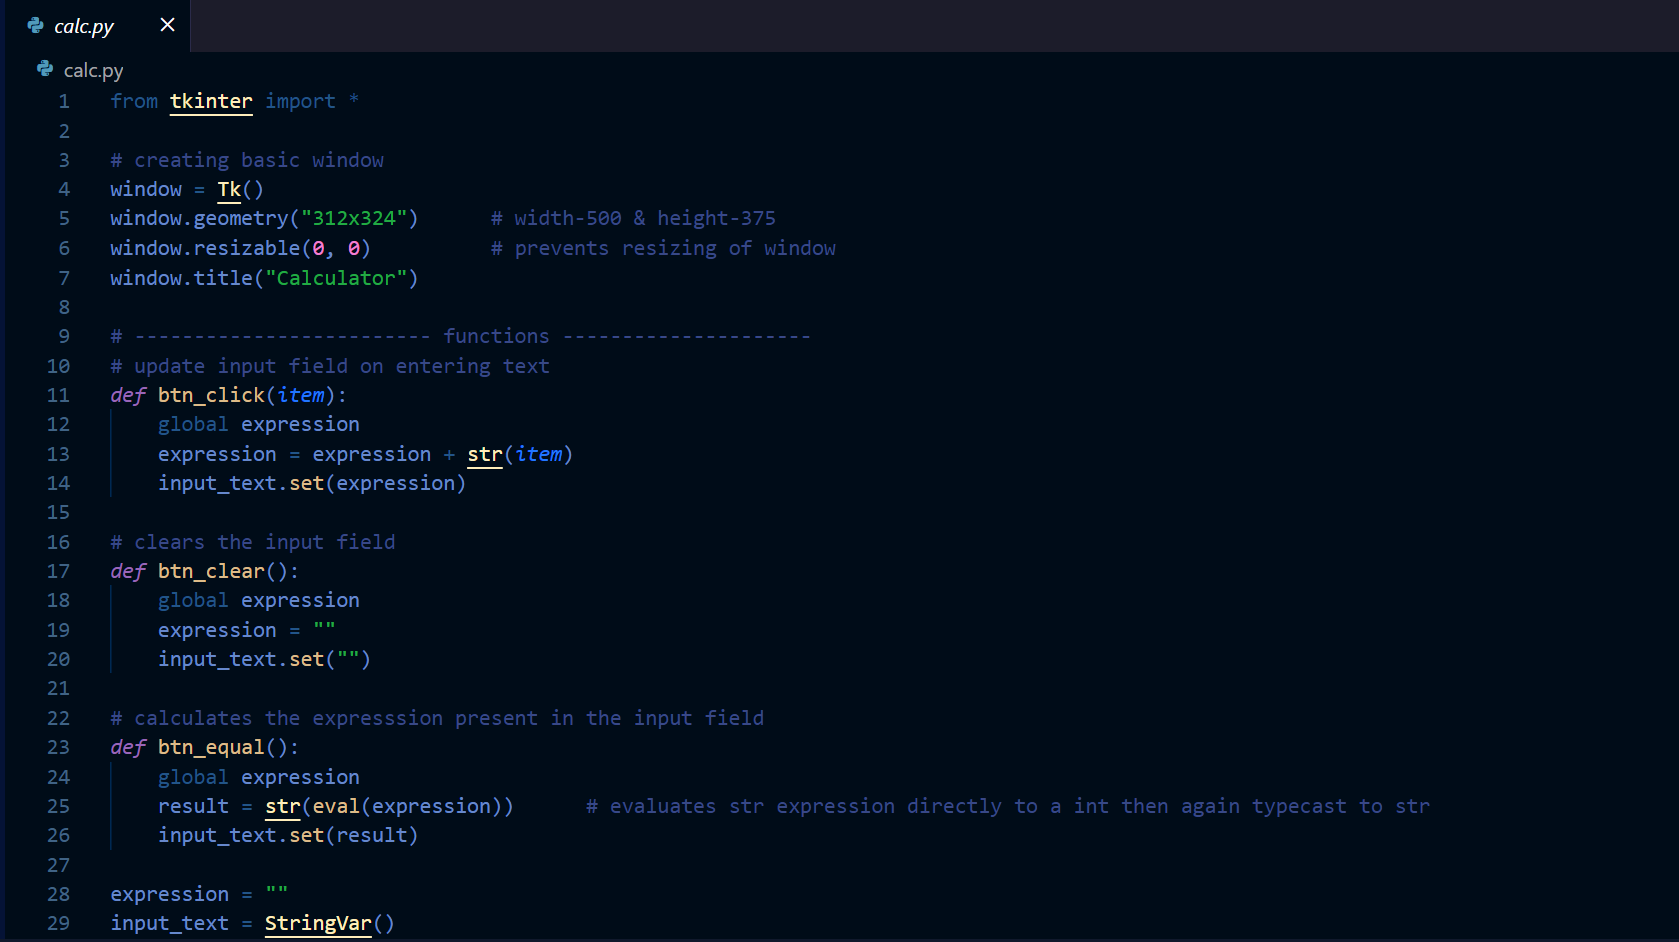 calc.py
calc.py
1 from tkinter import *
2
3 # creating basic window
4 window = Tk()
5 window.geometry("312x324")      # width-500 & height-375
6 window.resizable(0, 0)          # prevents resizing of window
7 window.title("Calculator")
8
9 # ------------------------- functions ---------------------
10 # update input field on entering text
11 def btn_click(item):
12     global expression
13     expression = expression + str(item)
14     input_text.set(expression)
15
16 # clears the input field
17 def btn_clear():
18     global expression
19     expression = ""
20     input_text.set("")
21
22 # calculates the expresssion present in the input field
23 def btn_equal():
24     global expression
25     result = str(eval(expression))      # evaluates str expression directly to a int then again typecast to str
26     input_text.set(result)
27
28 expression = ""
29 input_text = StringVar()